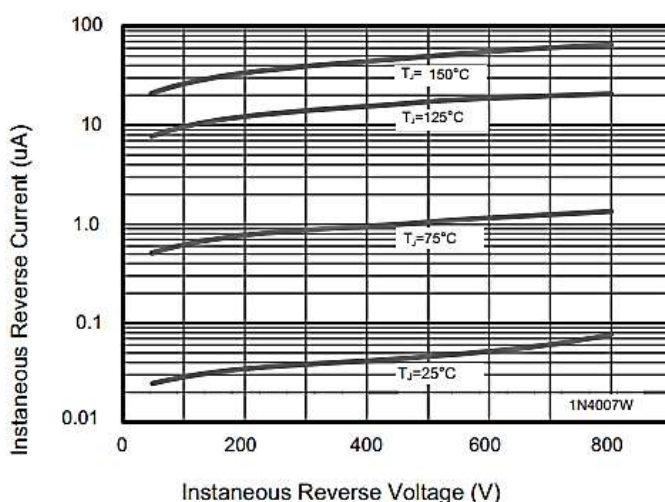 100
10
1.0
0.1
0.01
Instaneous Reverse Current (uA)
TJ= 150°C
TJ=125°C
TJ=75°C
TJ=25°C
1N4007W
0
200
400
600
800
Instaneous Reverse Voltage (V)